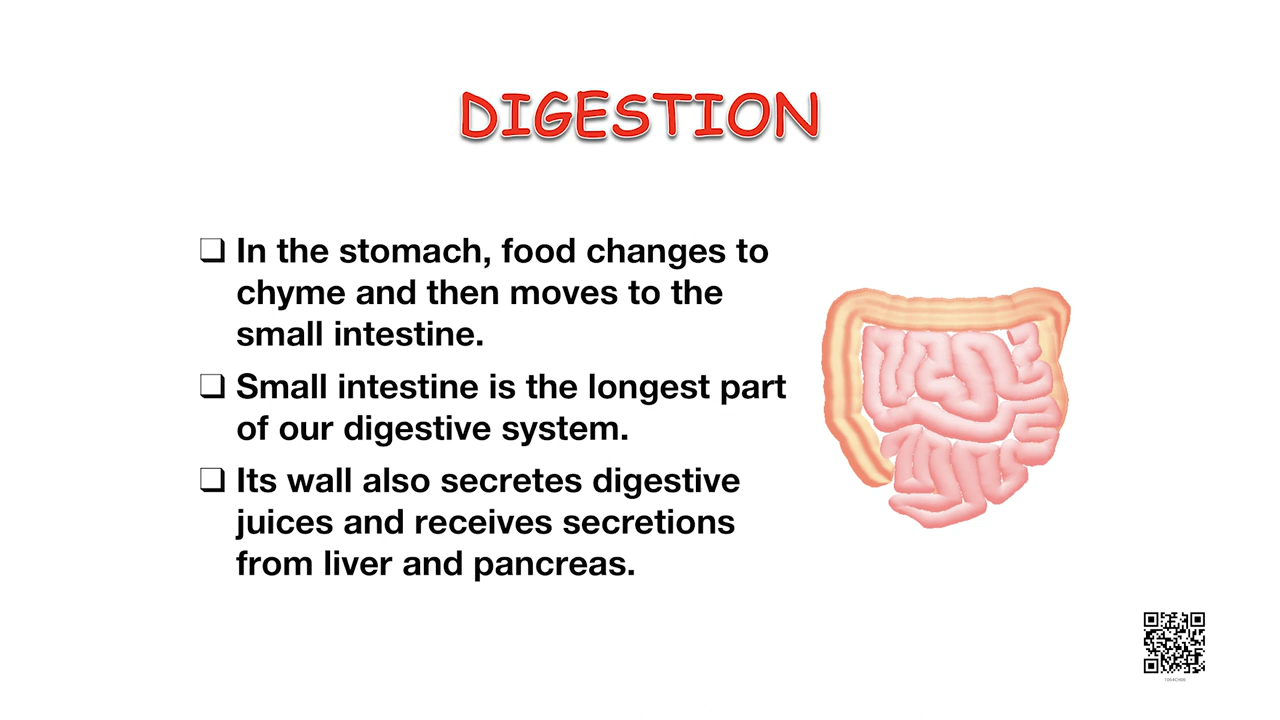 DIGESTION
❑ In the stomach, food changes to
chyme and then moves to the
small intestine.
❑ Small intestine is the longest part
of our digestive system.
❑ Its wall also secretes digestive
juices and receives secretions
from liver and pancreas.